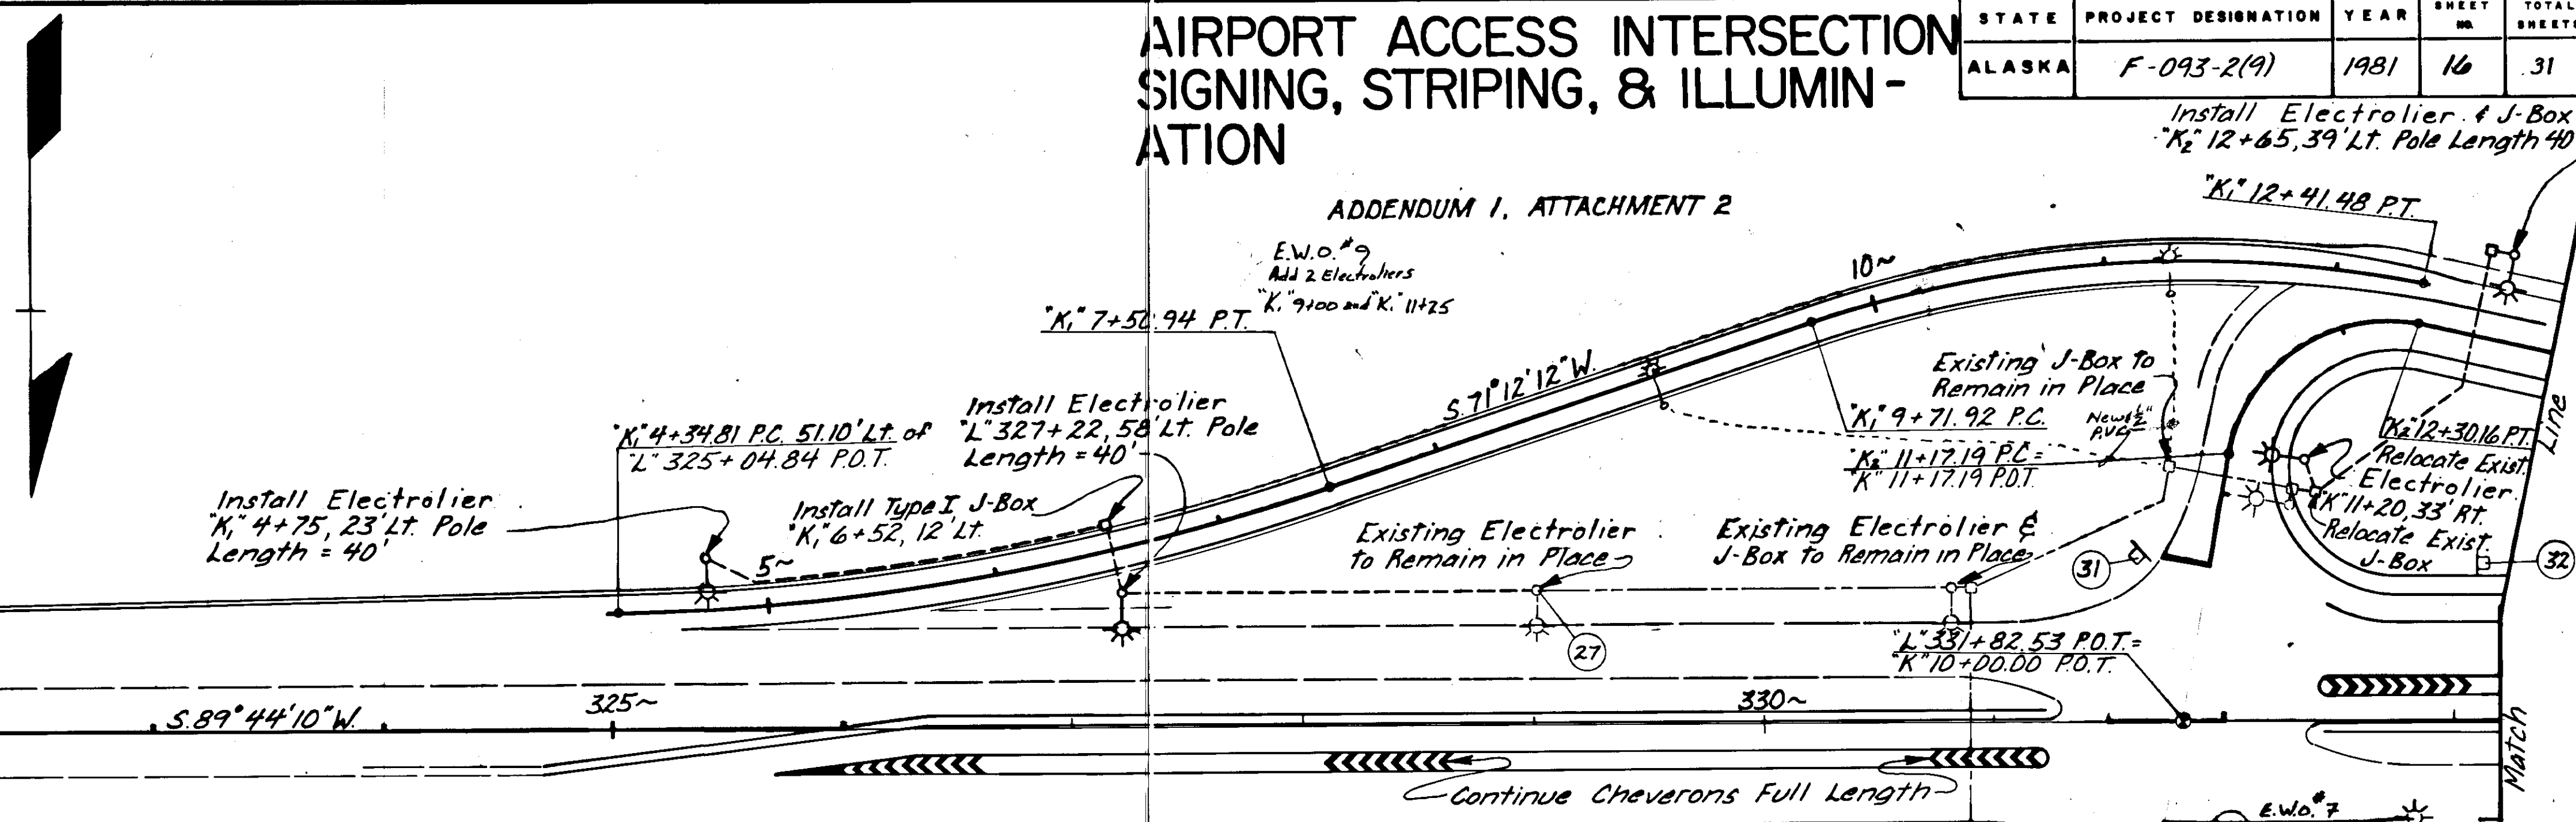 AIRPORT ACCESS INTERSECTION
SIGNING, STRIPING, & ILLUMIN-
ATION
STATE PROJECT DESIGNATION YEAR SHEET NO. TOTAL SHEETS
ALASKA F-093-2(9) 1981 16 31
Install Electrolier & J-Box
"K₂" 12+65, 39' Lt. Pole Length 40
"K₁" 12+41.48 P.T.
ADDENDUM 1, ATTACHMENT 2
E.W.O. #9
Add 2 Electroliers
"K₁" 9+00 and "K₁" 11+25
"K₁" 7+50.94 P.T.
10~
S. 71°12'12" W.
Existing J-Box to
Remain in Place
"K₁" 9+71.92 P.C.
New 1½"
P.V.C.
"K₂" 11+17.19 P.C. =
"K" 11+17.19 P.O.T.
"K₂" 12+30.16 P.T.
Relocate Exist.
Electrolier
"K" 11+20, 33' Rt.
Relocate Exist.
J-Box
32
Line
"K₁" 4+34.81 P.C. 51.10' Lt. of
"L" 325+04.84 P.O.T.
Install Electrolier
"L" 327+22, 58' Lt. Pole
Length = 40'
Install Electrolier
"K₁" 4+75, 23' Lt. Pole
Length = 40'
Install Type I J-Box
"K₁" 6+52, 12' Lt.
5~
Existing Electrolier
to Remain in Place
Existing Electrolier &
J-Box to Remain in Place
31
27
"L" 331+82.53 P.O.T. =
"K" 10+00.00 P.O.T.
S. 89°44'10" W.
325~
330~
Match
Continue Cheverons Full Length
E.W.O. #7